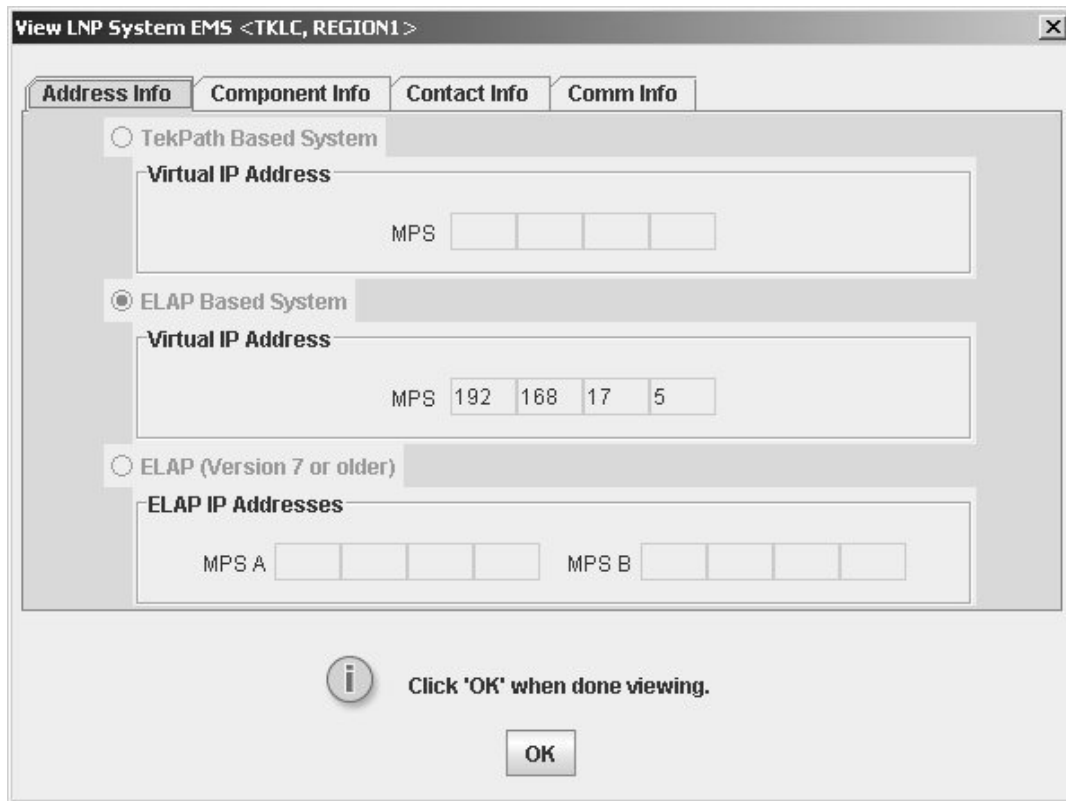 View LNP System EMS <TKLC, REGION1>
Address Info Component Info Contact Info Comm Info
TekPath Based System
Virtual IP Address
MPS
ELAP Based System
Virtual IP Address
MPS 192 168 17 5
ELAP (Version 7 or older)
ELAP IP Addresses
MPS A MPS B
Click 'OK' when done viewing.
OK